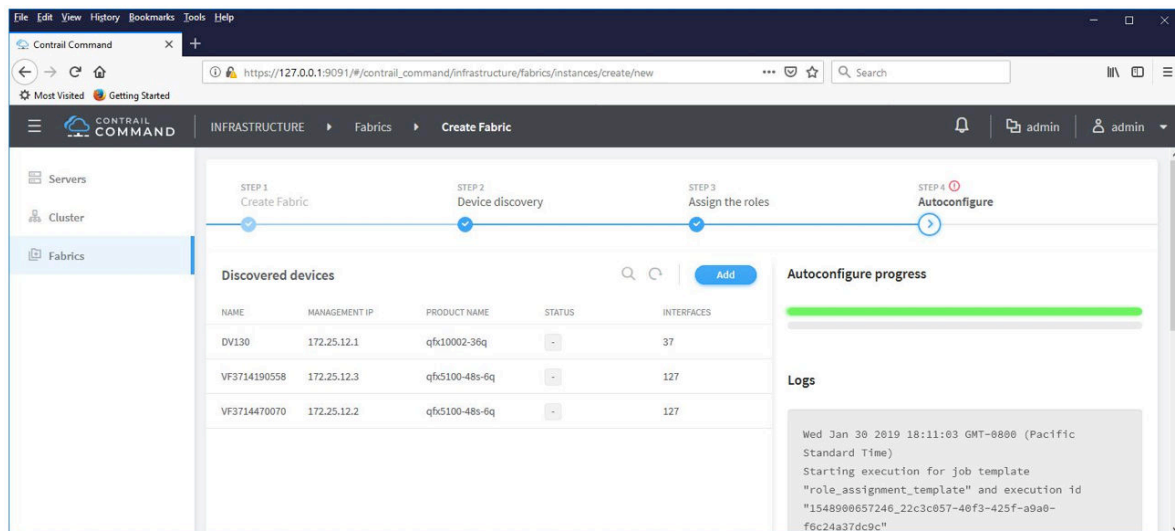 File Edit View History Bookmarks Tools Help
Contrail Command
https://127.0.0.1:9091/#/contrail_command/infrastructure/fabrics/instances/create/new
Search
Most Visited Getting Started
CONTRAIL COMMAND
INFRASTRUCTURE Fabrics Create Fabric
admin admin
Servers
Cluster
Fabrics
STEP 1 STEP 2 STEP 3 STEP 4
Create Fabric Device discovery Assign the roles Autoconfigure
Discovered devices Add
NAME MANAGEMENT IP PRODUCT NAME STATUS INTERFACES
DV130 172.25.12.1 qfx10002-36q - 37
VF3714190558 172.25.12.3 qfx5100-48s-6q - 127
VF3714470070 172.25.12.2 qfx5100-48s-6q - 127
Autoconfigure progress
Logs
Wed Jan 30 2019 18:11:03 GMT-0800 (Pacific
Standard Time)
Starting execution for job template
"role_assignment_template" and execution id
"1548900657246_22c3c057-40f3-425f-a9a0-
f6c24a37dc9c"